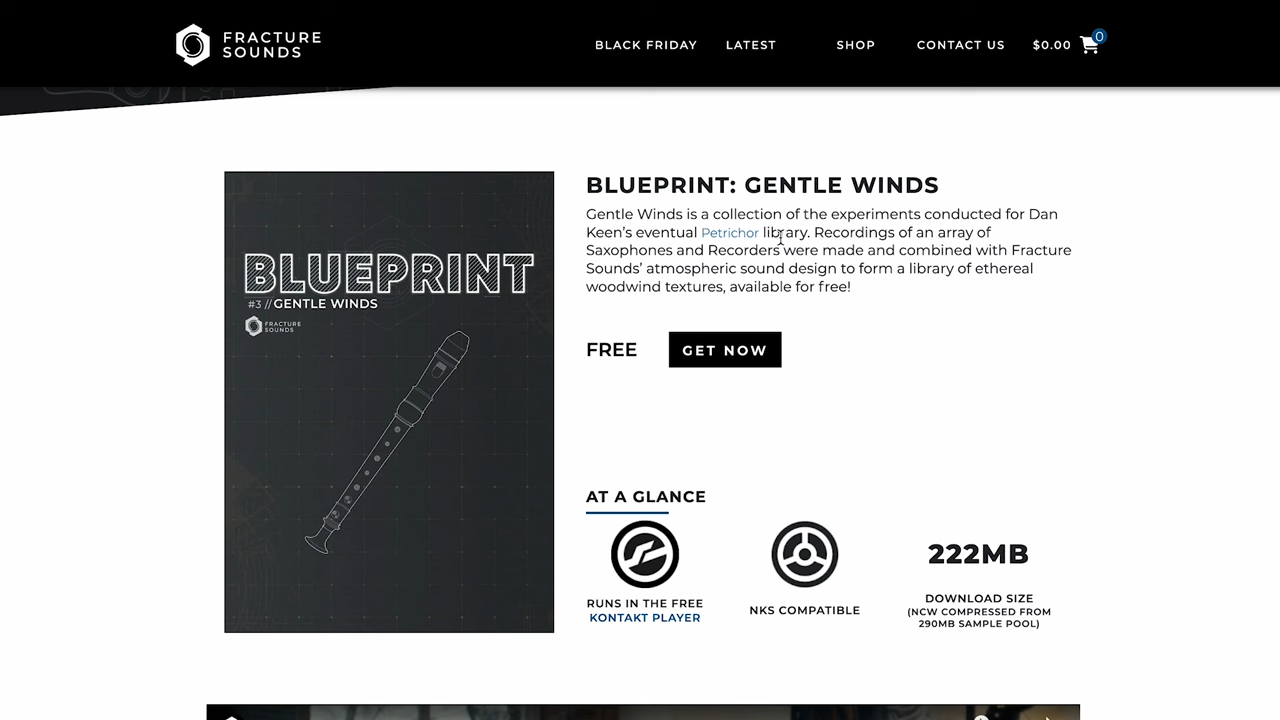 FRACTURE
SOUNDS
BLACK FRIDAY
LATEST
SHOP
CONTACT US
$0.00
0
BLUEPRINT
#3 // GENTLE WINDS
FRACTURE
SOUNDS
BLUEPRINT: GENTLE WINDS
Gentle Winds is a collection of the experiments conducted for Dan
Keen's eventual Petrichor library. Recordings of an array of
Saxophones and Recorders were made and combined with Fracture
Sounds' atmospheric sound design to form a library of ethereal
woodwind textures, available for free!
FREE
GET NOW
AT A GLANCE
RUNS IN THE FREE
KONTAKT PLAYER
NKS COMPATIBLE
222MB
DOWNLOAD SIZE
(NCW COMPRESSED FROM
290MB SAMPLE POOL)